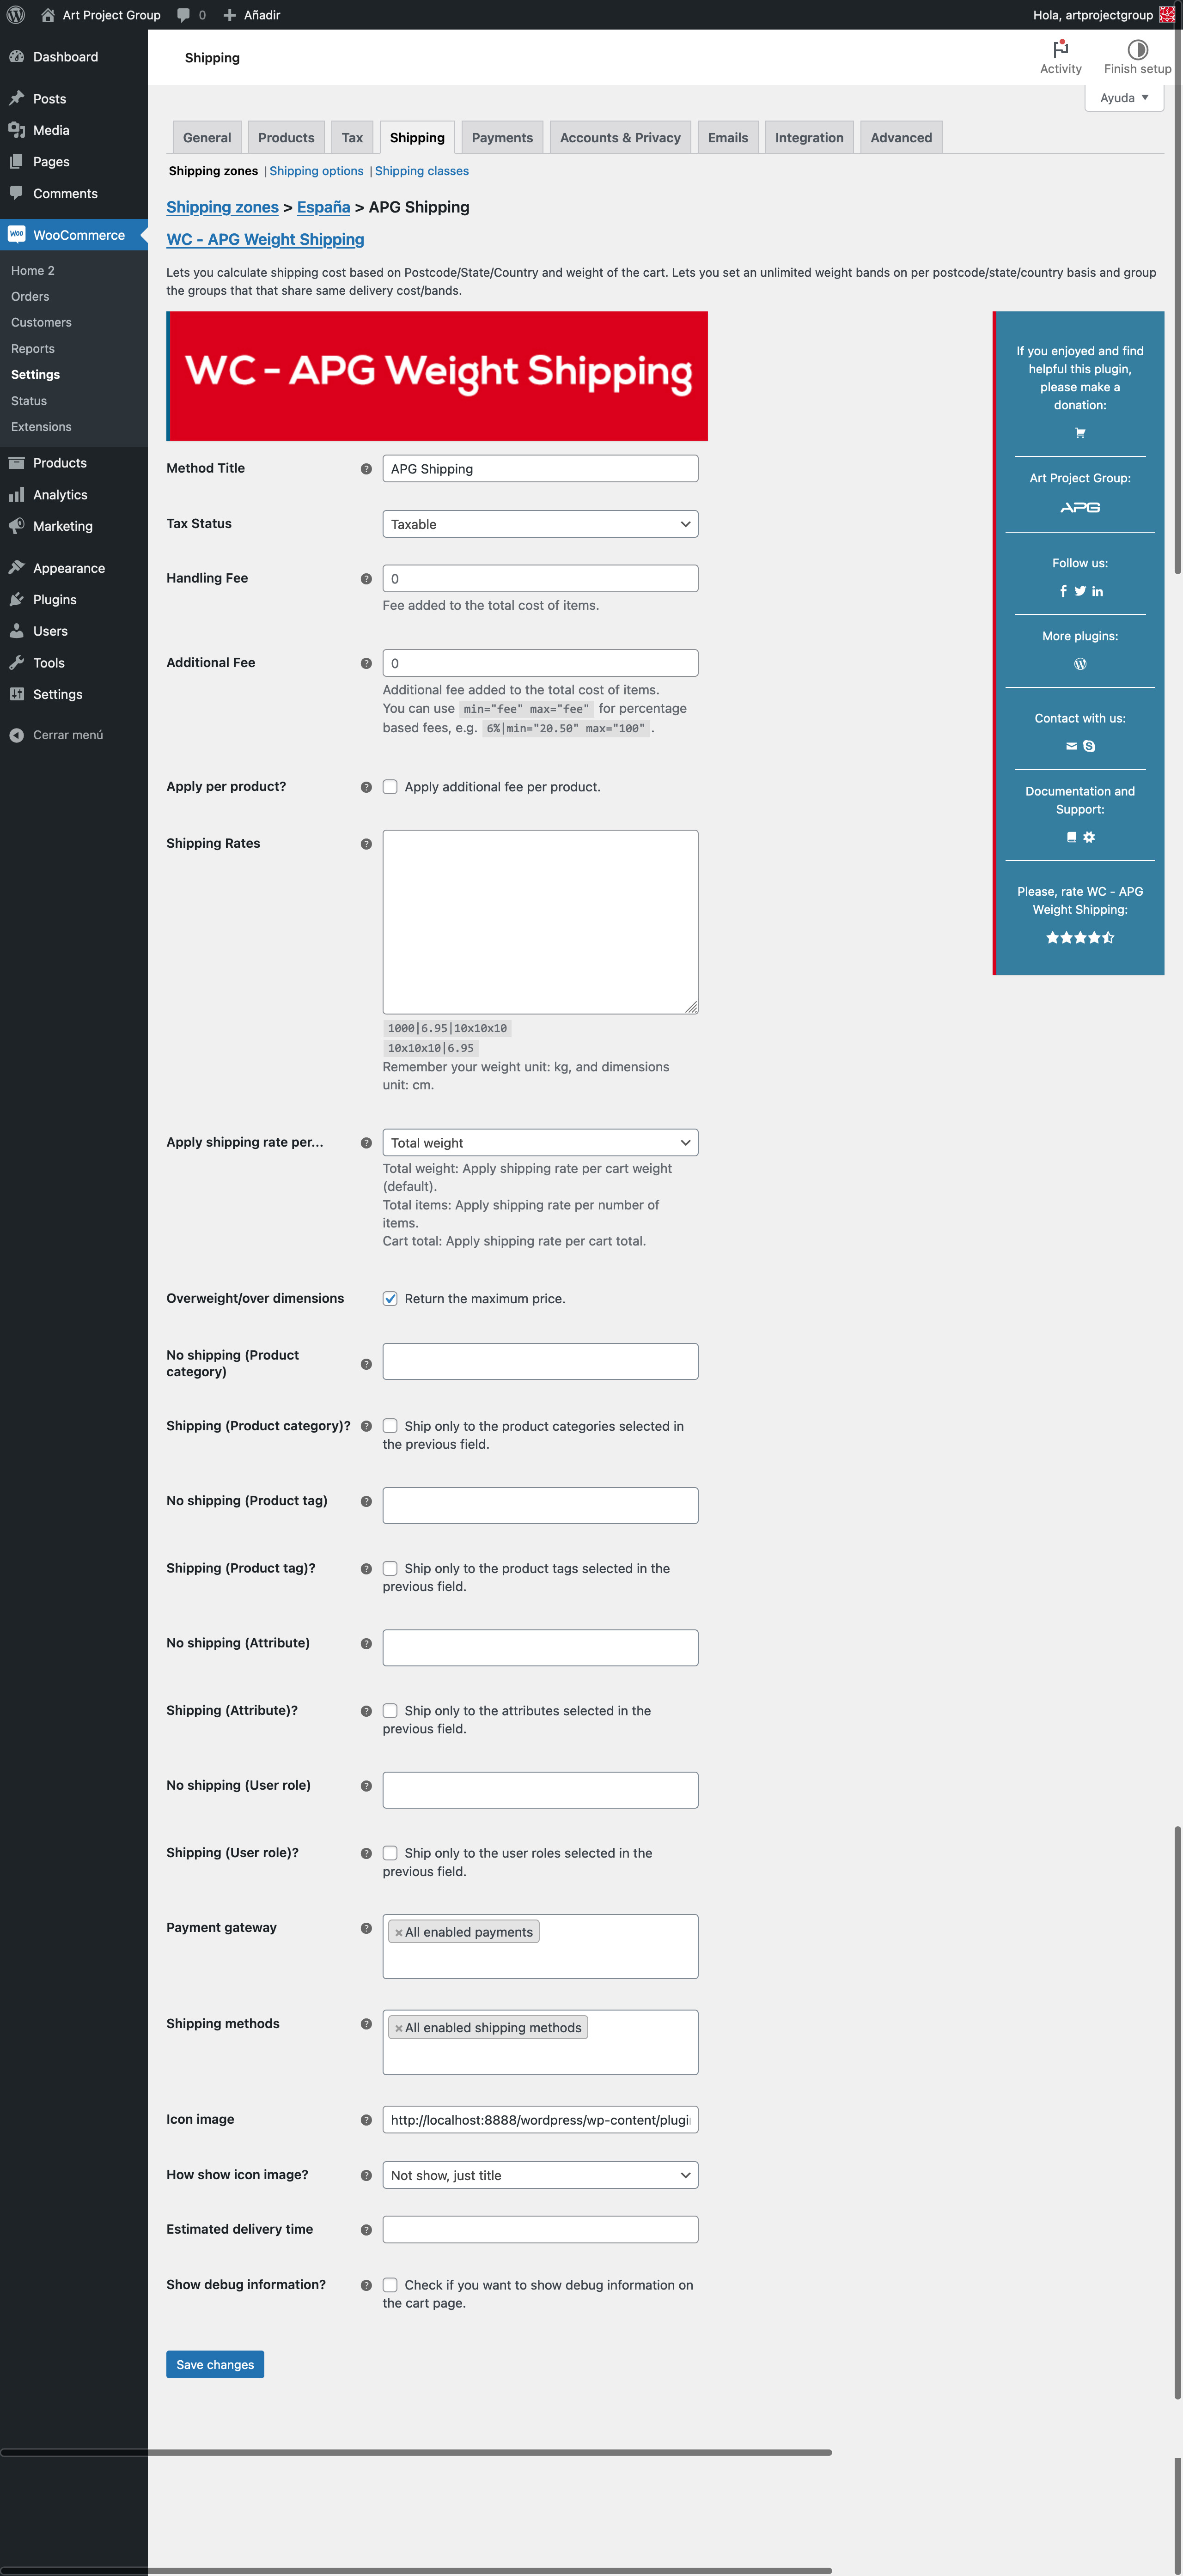 Art Project Group
0
Añadir
Hola, artprojectgroup
Dashboard
Posts
Media
Pages
Comments
WooCommerce
Home 2
Orders
Customers
Reports
Settings
Status
Extensions
Products
Analytics
Marketing
Appearance
Plugins
Users
Tools
Settings
Cerrar menú
Shipping
Activity
Finish setup
Ayuda
General
Products
Tax
Shipping
Payments
Accounts & Privacy
Emails
Integration
Advanced
Shipping zones | Shipping options | Shipping classes
Shipping zones > España > APG Shipping
WC - APG Weight Shipping
Lets you calculate shipping cost based on Postcode/State/Country and weight of the cart. Lets you set an unlimited weight bands on per postcode/state/country basis and group
the groups that that share same delivery cost/bands.
WC - APG Weight Shipping
Method Title
APG Shipping
Tax Status
Taxable
Handling Fee
0
Fee added to the total cost of items.
Additional Fee
0
Additional fee added to the total cost of items.
You can use min="fee" max="fee" for percentage
based fees, e.g. 6%|min="20.50" max="100" .
Apply per product?
Apply additional fee per product.
Shipping Rates
1000|6.95|10x10x10
10x10x10|6.95
Remember your weight unit: kg, and dimensions
unit: cm.
Apply shipping rate per...
Total weight
Total weight: Apply shipping rate per cart weight
(default).
Total items: Apply shipping rate per number of
items.
Cart total: Apply shipping rate per cart total.
Overweight/over dimensions
Return the maximum price.
No shipping (Product
category)
Shipping (Product category)?
Ship only to the product categories selected in
the previous field.
No shipping (Product tag)
Shipping (Product tag)?
Ship only to the product tags selected in the
previous field.
No shipping (Attribute)
Shipping (Attribute)?
Ship only to the attributes selected in the
previous field.
No shipping (User role)
Shipping (User role)?
Ship only to the user roles selected in the
previous field.
Payment gateway
×All enabled payments
Shipping methods
×All enabled shipping methods
Icon image
http://localhost:8888/wordpress/wp-content/plugi
How show icon image?
Not show, just title
Estimated delivery time
Show debug information?
Check if you want to show debug information on
the cart page.
Save changes
If you enjoyed and find
helpful this plugin,
please make a
donation:
Art Project Group:
APG
Follow us:
More plugins:
Contact with us:
Documentation and
Support:
Please, rate WC - APG
Weight Shipping: